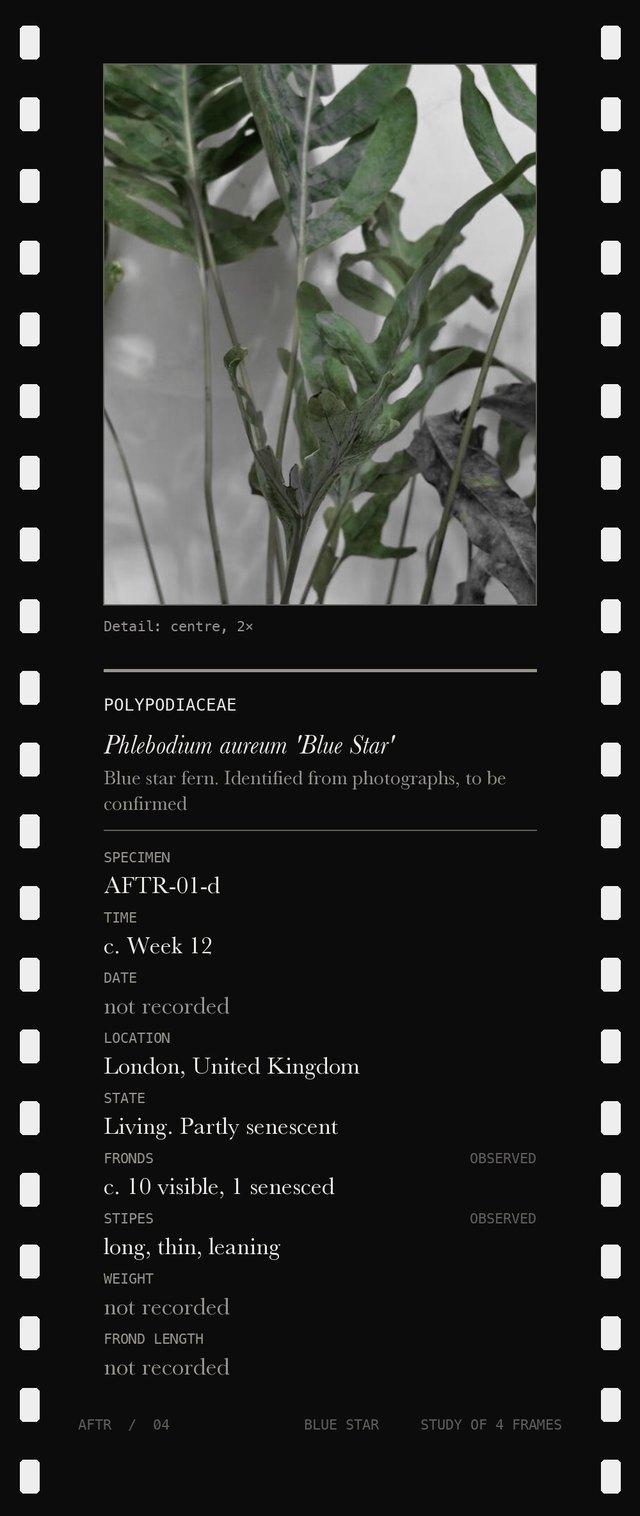 Detail: centre, 2×
POLYPODIACEAE
Phlebodium aureum 'Blue Star'
Blue star fern. Identified from photographs, to be
confirmed
SPECIMEN
AFTR-01-d
TIME
c. Week 12
DATE
not recorded
LOCATION
London, United Kingdom
STATE
Living. Partly senescent
FRONDS OBSERVED
c. 10 visible, 1 senesced
STIPES OBSERVED
long, thin, leaning
WEIGHT
not recorded
FROND LENGTH
not recorded
AFTR / 04 BLUE STAR STUDY OF 4 FRAMES